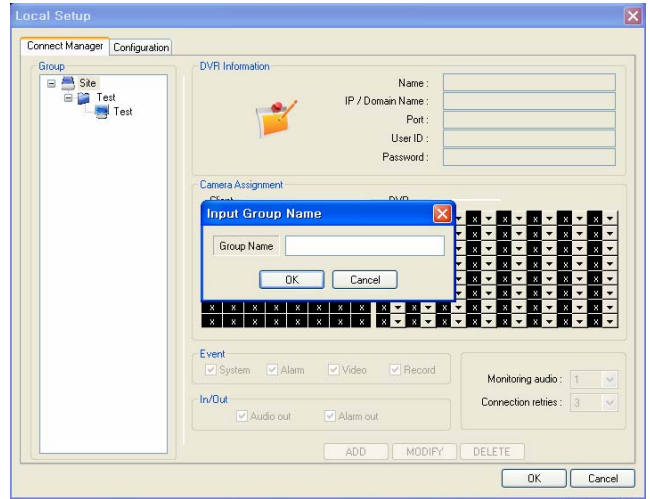 Local Setup
Connect Manager Configuration
Group
Site
Test
Test
DVR Information
Name :
IP / Domain Name :
Port :
User ID :
Password :
Camera Assignment
Client DVR
Input Group Name
Group Name
OK Cancel
x x x x x x x x x x x x x x
x x x x x x x x x x x x x x
Event
System Alarm Video Record
In/Out
Audio out Alarm out
Monitoring audio : 1
Connection retries : 3
ADD MODIFY DELETE
OK Cancel